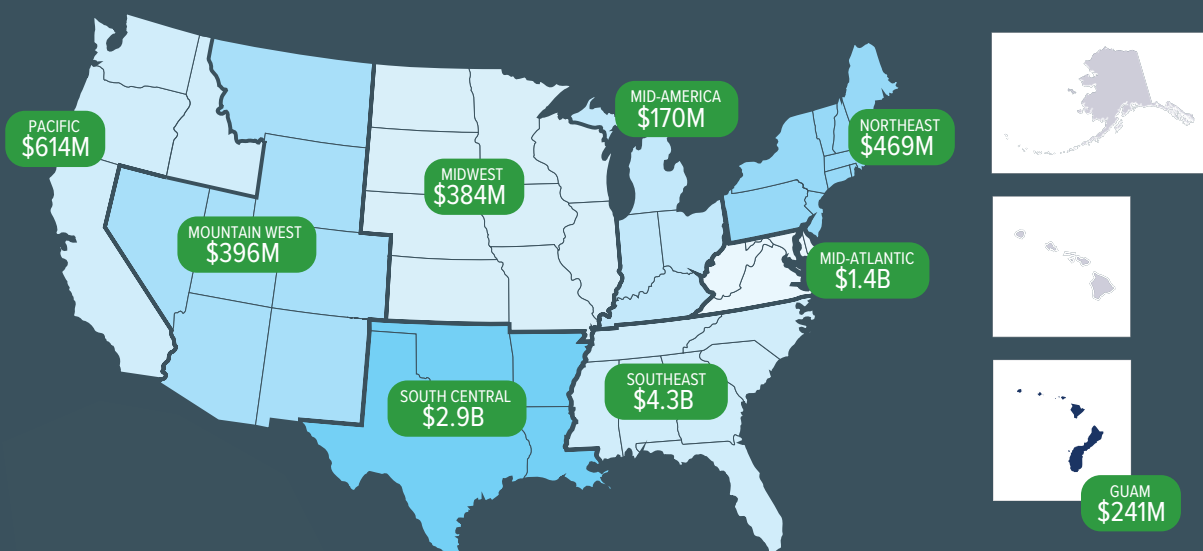 MID-AMERICA
$170M
PACIFIC
$614M
NORTHEAST
$469M
MIDWEST
$384M
MOUNTAIN WEST
$396M
MID-ATLANTIC
$1.4B
SOUTHEAST
$4.3B
SOUTH CENTRAL
$2.9B
GUAM
$241M